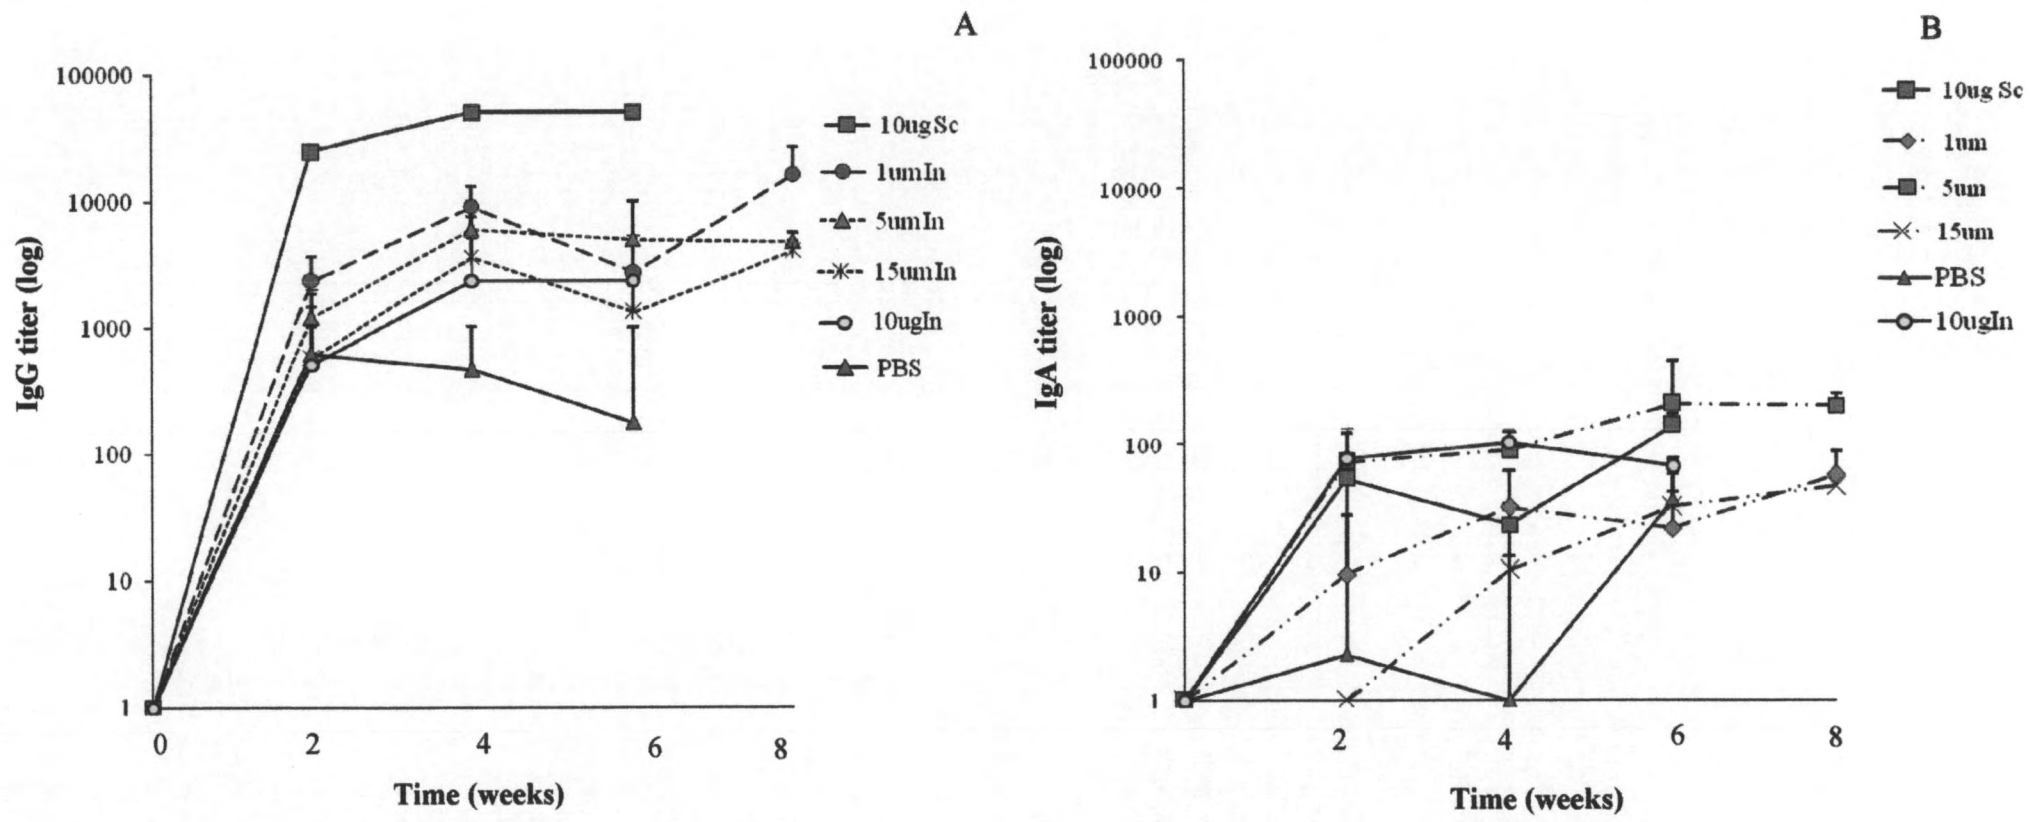 A
IgG titer (log)
100000
10000
1000
100
10
1
0
2
4
6
8
Time (weeks)
10ugSc
1umIn
5umIn
15umIn
10ugIn
PBS
B
IgA titer (log)
100000
10000
1000
100
10
1
2
4
6
8
Time (weeks)
10ug Sc
1um
5um
15um
PBS
10ugIn